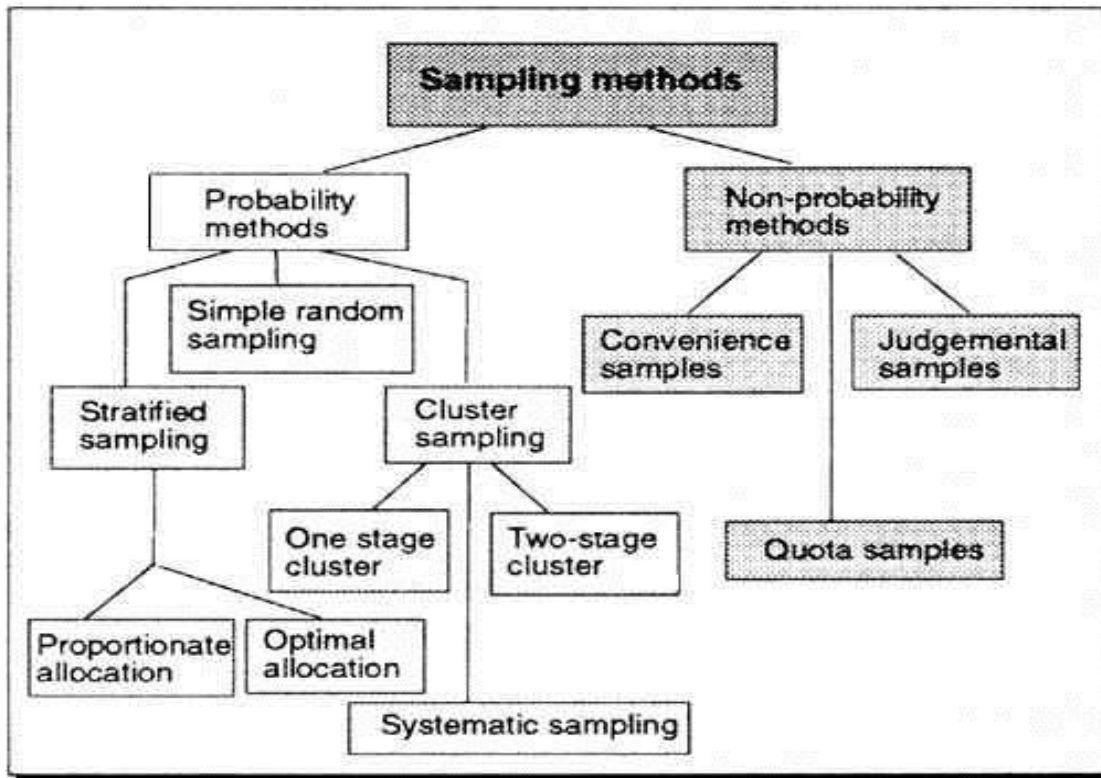 Sampling methods
Probability
methods
Non-probability
methods
Simple random
sampling
Convenience
samples
Judgemental
samples
Stratified
sampling
Cluster
sampling
One stage
cluster
Two-stage
cluster
Quota samples
Proportionate
allocation
Optimal
allocation
Systematic sampling